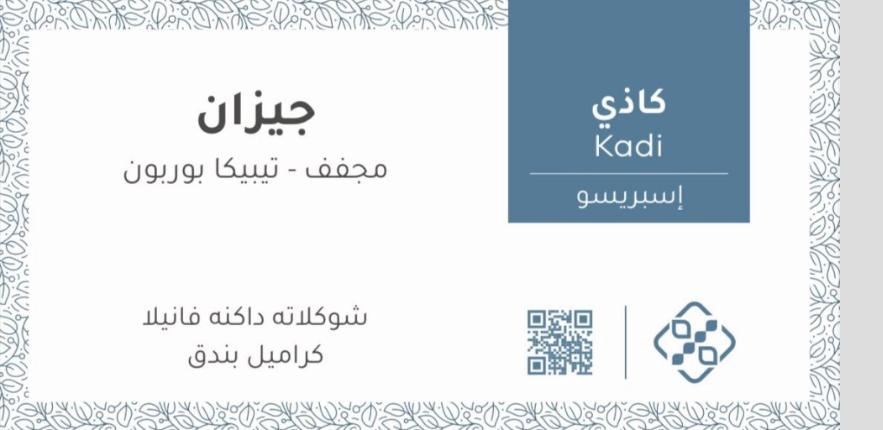 كاذي
Kadi
إسبريسو
جيزان
مجفف - تيبيكا بوربون
شوكلاته داكنه فانيلا
كراميل بندق